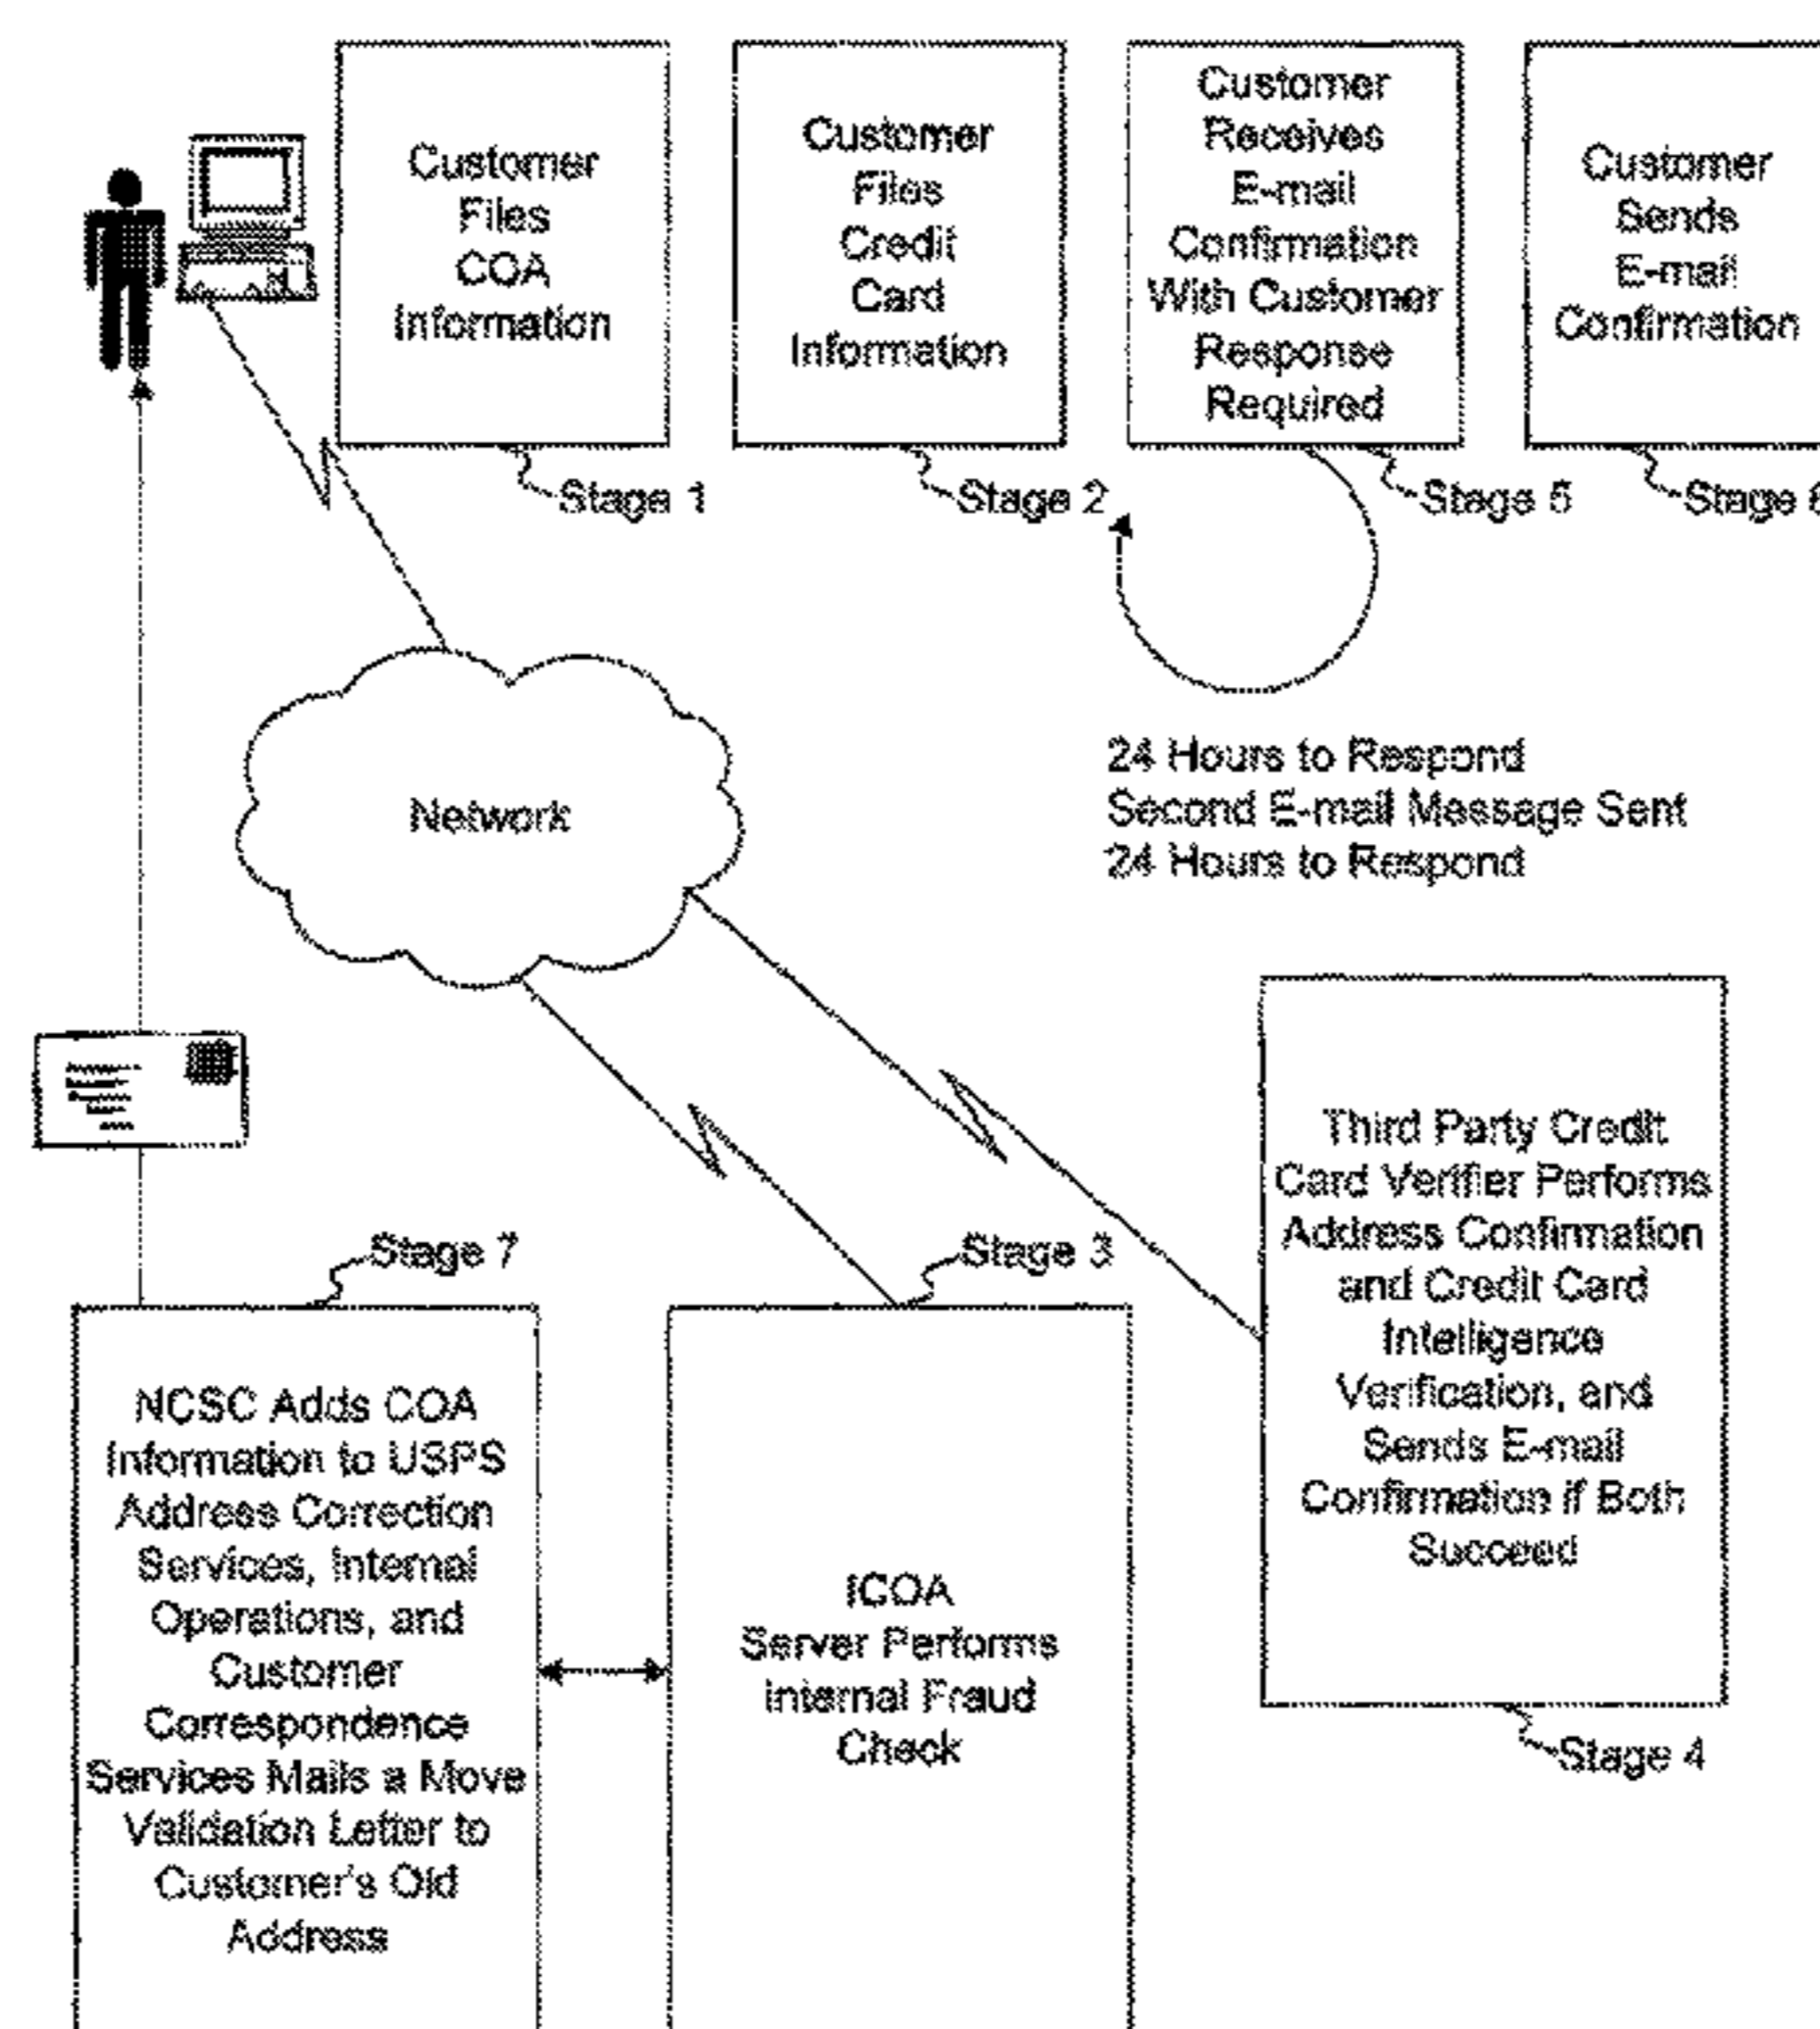 Customer
Files
COA
Information
Stage 1
Customer
Files
Credit
Card
Information
Stage 2
Customer
Receives
E-mail
Confirmation
With Customer
Response
Required
Stage 5
Customer
Sends
E-mail
Confirmation
Stage 6
24 Hours to Respond
Second E-mail Message Sent
24 Hours to Respond
Network
Stage 7
NCSC Adds COA
Information to USPS
Address Correction
Services, Internal
Operations, and
Customer
Correspondence
Services Mails a Move
Validation Letter to
Customer's Old
Address
Stage 3
ICOA
Server Performs
Internal Fraud
Check
Third Party Credit
Card Verifier Performs
Address Confirmation
and Credit Card
Intelligence
Verification, and
Sends E-mail
Confirmation if Both
Succeed
Stage 4